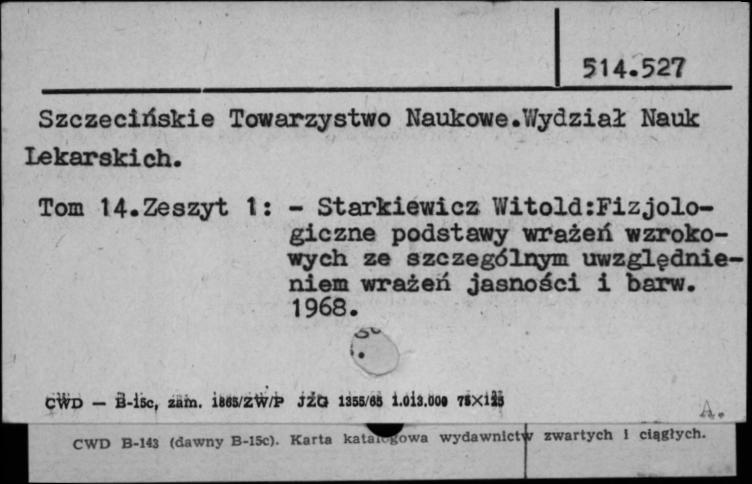 514.527
Szczecińskie Towarzystwo Naukowe.Wydział Nauk
Lekarskich.
Tom 14.Zeszyt 1: - Starkiewicz Witold:Fizjolo-
giczne podstawy wrażeń wzroko-
wych ze szczególnym uwzględnie-
niem wrażeń jasności i barw.
1968.
CWD — B-15c, zam. 1865/ZW/P JZG 1355/65 1.013.000 75×125
A.
CWD B-143 (dawny B-15c). Karta katalogowa wydawnictw zwartych i ciągłych.